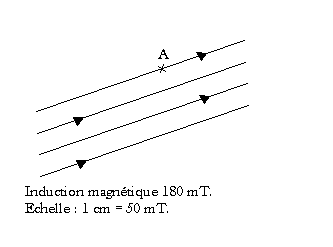 A
Induction magnétique 180 mT.
Echelle : 1 cm = 50 mT.